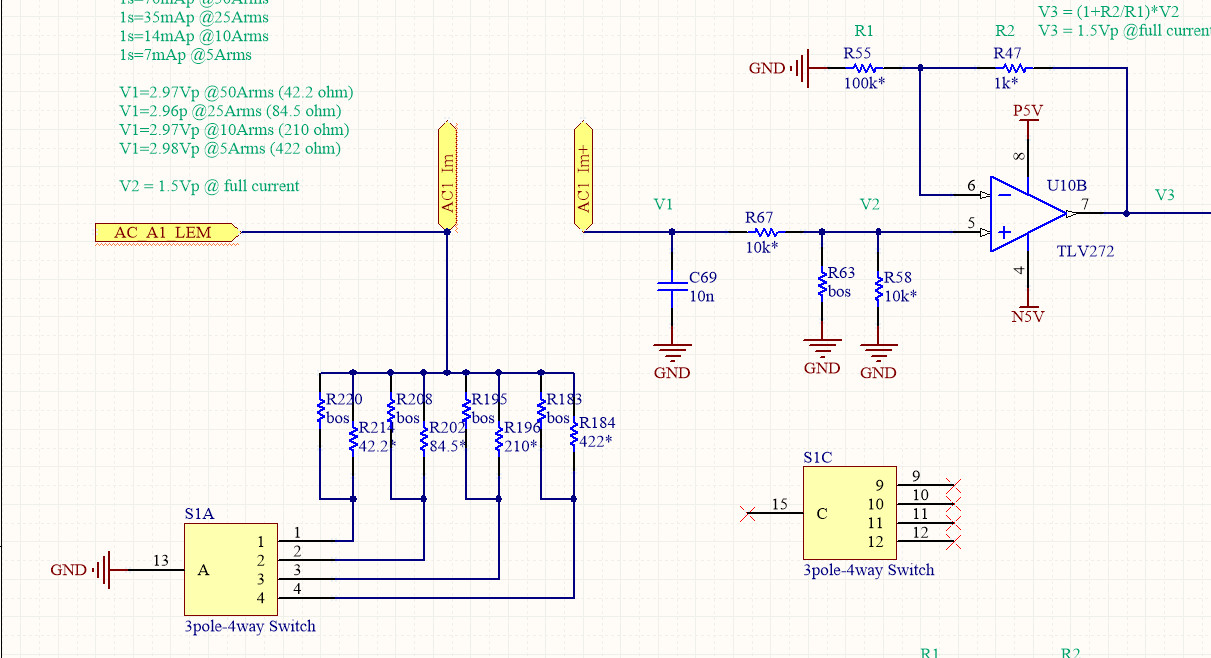 1s=70mAp @50Arms
1s=35mAp @25Arms
1s=14mAp @10Arms
1s=7mAp @5Arms
V1=2.97Vp @50Arms (42.2 ohm)
V1=2.96p @25Arms (84.5 ohm)
V1=2.97Vp @10Arms (210 ohm)
V1=2.98Vp @5Arms (422 ohm)
V2 = 1.5Vp @ full current
V3 = (1+R2/R1)*V2
V3 = 1.5Vp @full current
R1
R2
GND
R55
100k*
R47
1k*
P5V
8
6
5
7
4
U10B
TLV272
N5V
V3
AC1 Im
AC1 Im+
AC A1 LEM
V1
R67
10k*
V2
C69
10n
GND
R63
bos
GND
R58
10k*
GND
R220
bos
R214
42.2*
R208
bos
R202
84.5*
R195
bos
R196
210*
R183
bos
R184
422*
S1A
GND
13
A
1
2
3
4
1
2
3
4
3pole-4way Switch
S1C
15
C
9
10
11
12
9
10
11
12
3pole-4way Switch
R1
R2